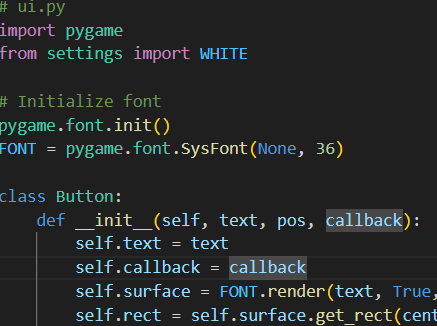 # ui.py
import pygame
from settings import WHITE
# Initialize font
pygame.font.init()
FONT = pygame.font.SysFont(None, 36)
class Button:
def __init__(self, text, pos, callback):
self.text = text
self.callback = callback
self.surface = FONT.render(text, True,
self.rect = self.surface.get_rect(cent